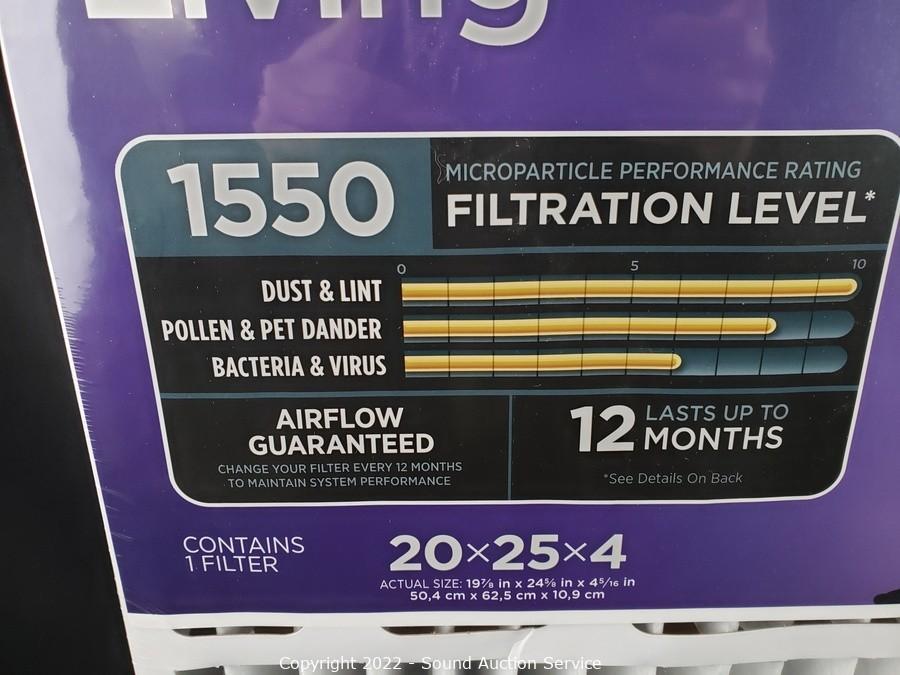 Living
1550
MICROPARTICLE PERFORMANCE RATING
FILTRATION LEVEL*
0 5 10
DUST & LINT
POLLEN & PET DANDER
BACTERIA & VIRUS
AIRFLOW
GUARANTEED
CHANGE YOUR FILTER EVERY 12 MONTHS
TO MAINTAIN SYSTEM PERFORMANCE
12 LASTS UP TO
MONTHS
*See Details On Back
CONTAINS
1 FILTER
20×25×4
ACTUAL SIZE: 19⅞ in x 24⅝ in x 4⁵⁄₁₆ in
50,4 cm x 62,5 cm x 10,9 cm
Copyright 2022 - Sound Auction Service